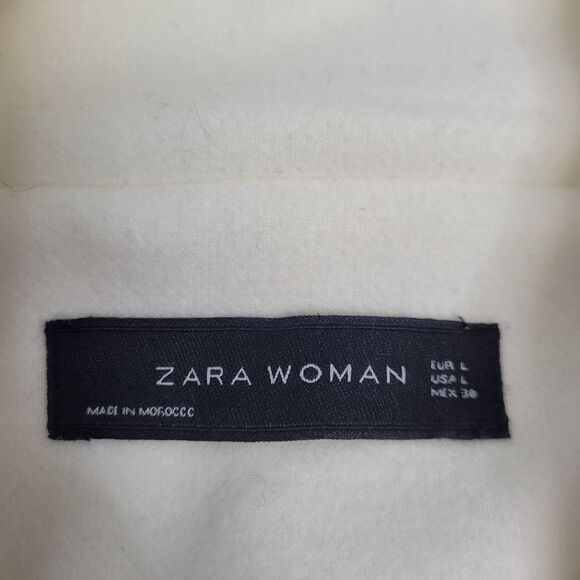 ZARA WOMAN
EUR L
USA L
MEX 30
MADE IN MOROCCO